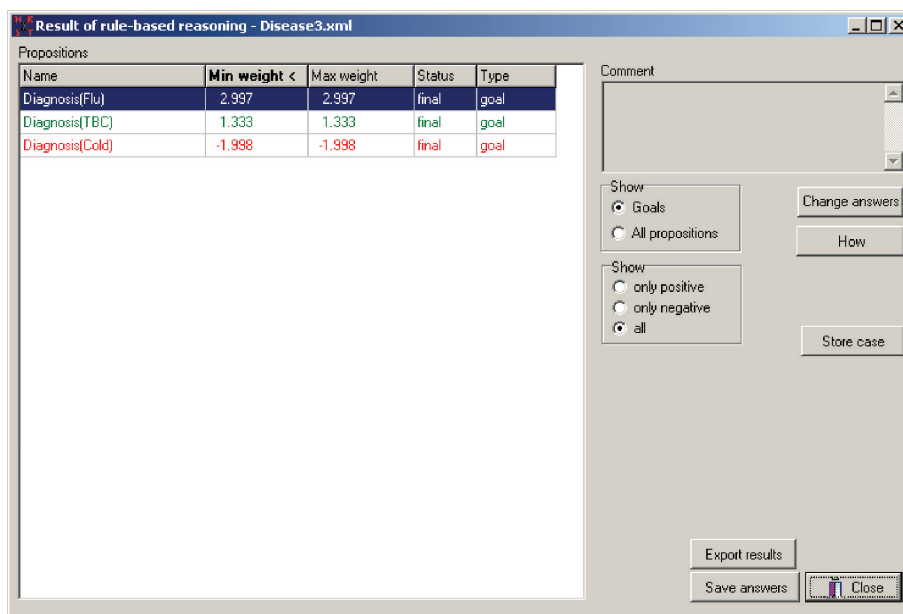 Result of rule-based reasoning - Disease3.xml
Propositions
Name Min weight < Max weight Status Type
Diagnosis(Flu) 2.997 2.997 final goal
Diagnosis(TBC) 1.333 1.333 final goal
Diagnosis(Cold) -1.998 -1.998 final goal
Comment
Show
Goals
All propositions
Change answers
How
Show
only positive
only negative
all
Store case
Export results
Save answers
Close